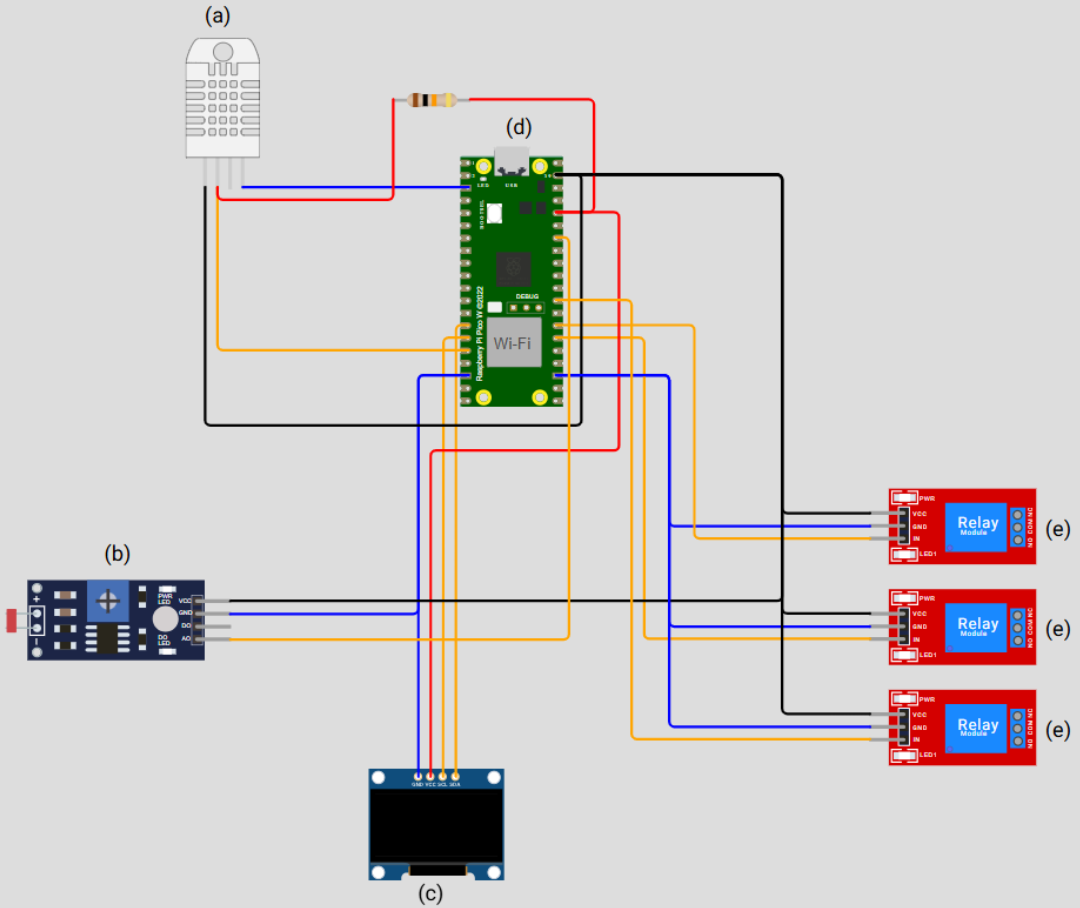 (a)
(d)
LED
USB
BOOTSEL
DEBUG
Raspberry Pi Pico W ©2022
Wi-Fi
PWR
VCC
GND
IN
LED1
Relay
Module
NO COM NC
(e)
(b)
+
-
PWR
LED
DO
LED
VCC
GND
DO
AO
PWR
VCC
GND
IN
LED1
Relay
Module
NO COM NC
(e)
PWR
VCC
GND
IN
LED1
Relay
Module
NO COM NC
(e)
GND VCC SCL SDA
(c)